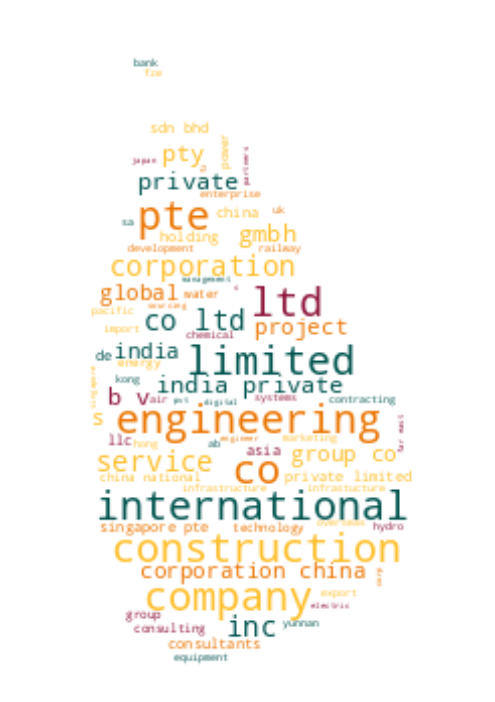 bank
fze
sdn bhd
power
partners
japan
pty
a
private
enterprise
pte
china
uk
sa
holding
gmbh
development
railway
corporation
management
global
water
c
ltd
pacific
sourcing
co ltd
project
import
chemical
de
india
limited
energy
singapore
kong
india private
b v
air
pvt
digital
systems
contracting
s
engineering
far east
llc
hong
ab
engineer
marketing
asia
group co
service
co
china national
private limited
infrastructure
infrastucture
international
singapore pte
technology
overseas
hydro
construction
corporation china
corp
company
export
electric
group
consulting
inc
yunnan
consultants
equipment